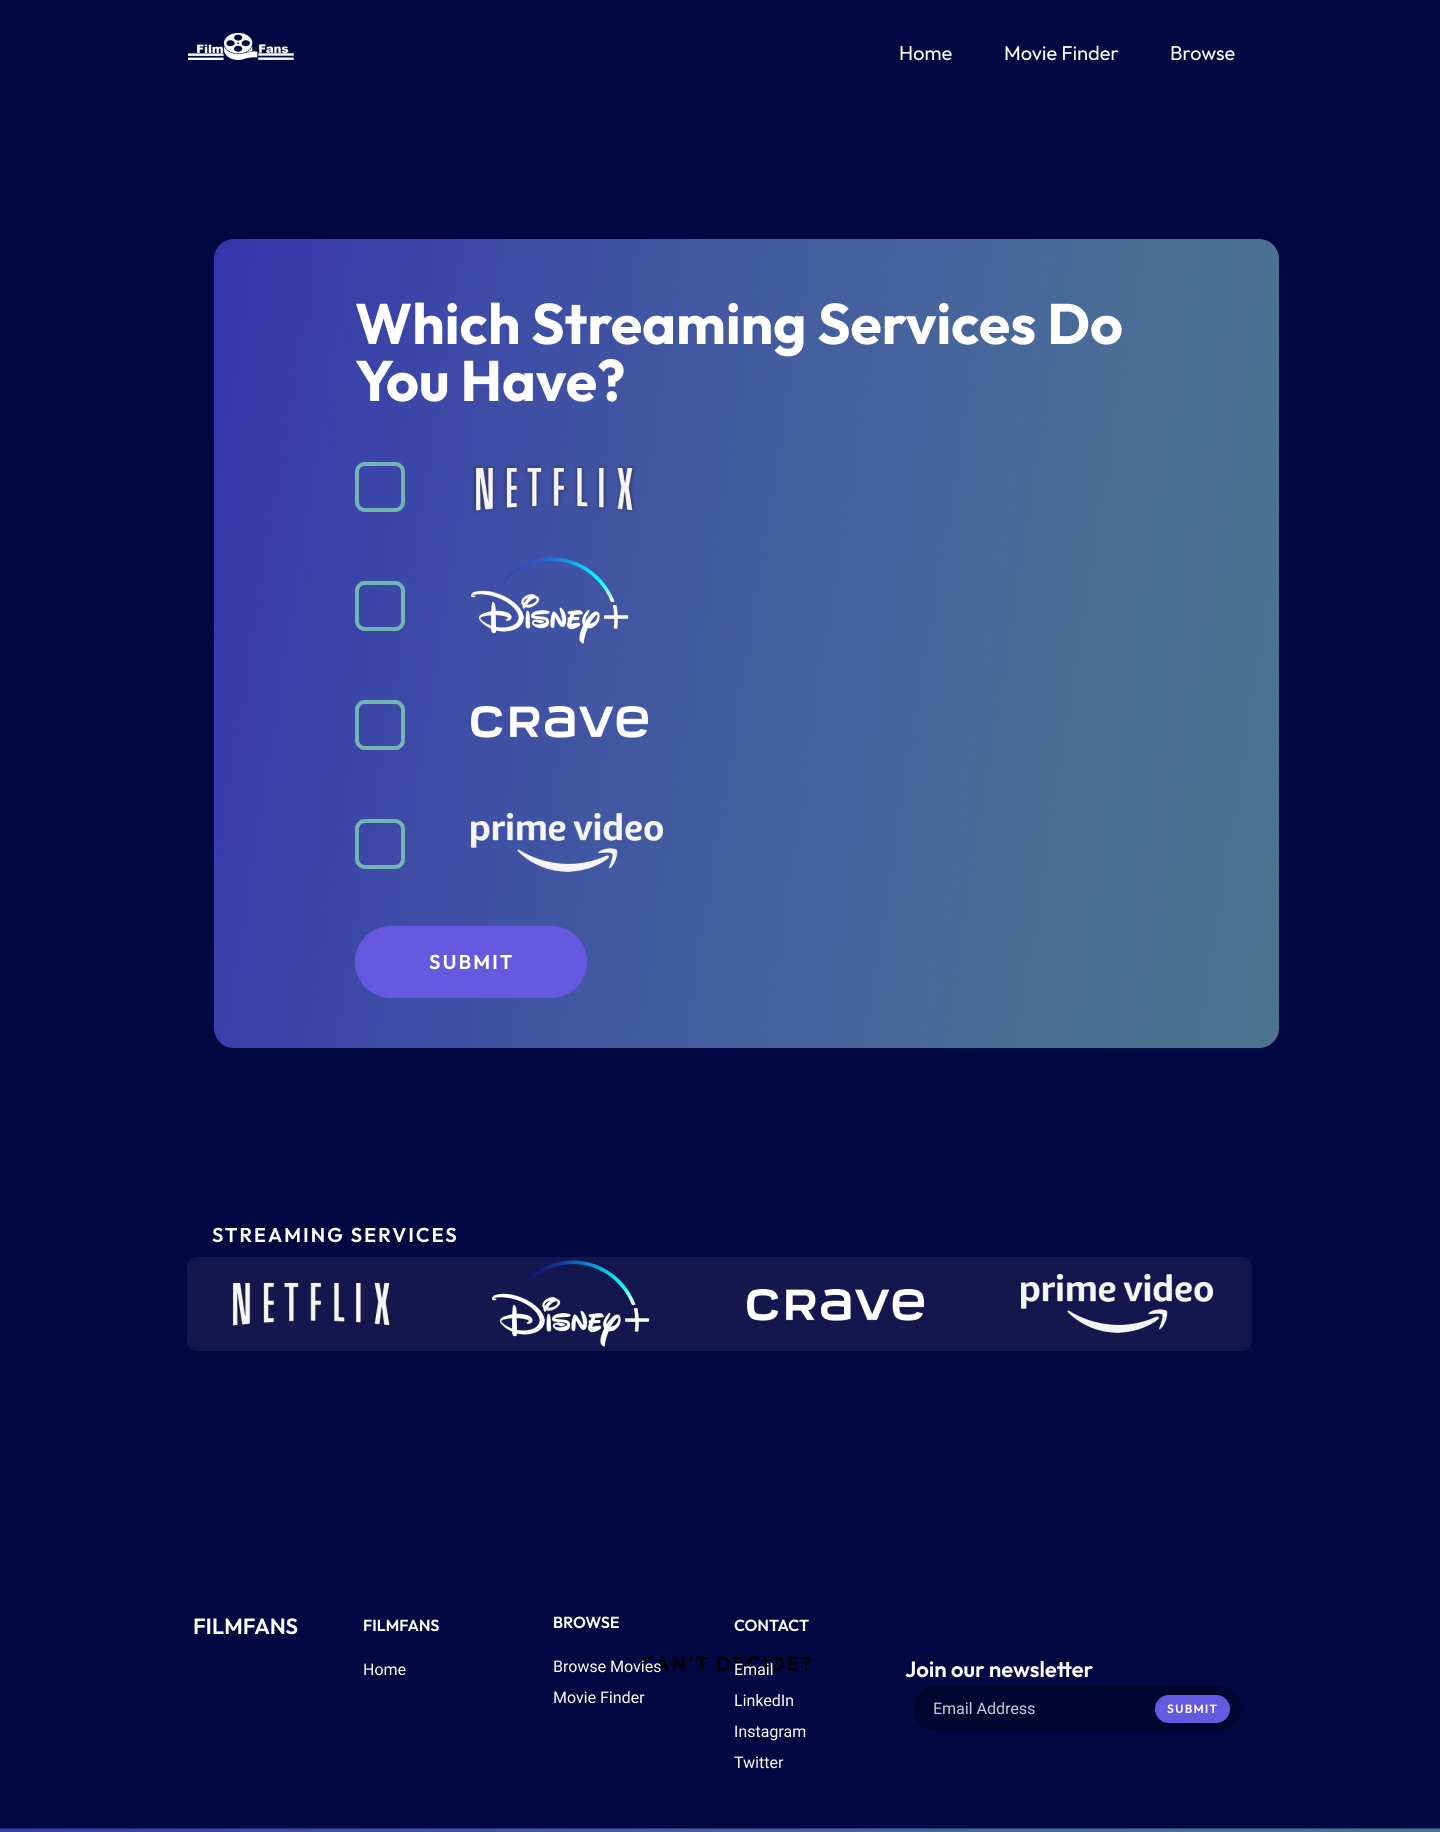 Film Fans
Home Movie Finder Browse
Which Streaming Services Do
You Have?
NETFLIX
Disney+
crave
prime video
SUBMIT
STREAMING SERVICES
NETFLIX Disney+ crave prime video
FILMFANS
FILMFANS
Home
BROWSE
Browse Movies
Movie Finder
CAN'T DECIDE?
CONTACT
Email
LinkedIn
Instagram
Twitter
Join our newsletter
Email Address SUBMIT